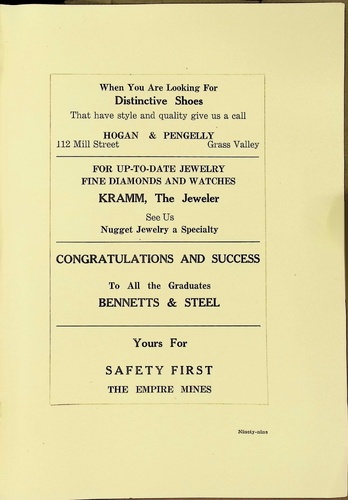 When You Are Looking For
Distinctive Shoes
That have style and quality give us a call
HOGAN & PENGELLY
112 Mill Street Grass Valley
FOR UP-TO-DATE JEWELRY
FINE DIAMONDS AND WATCHES
KRAMM, The Jeweler
See Us
Nugget Jewelry a Specialty
CONGRATULATIONS AND SUCCESS
To All the Graduates
BENNETTS & STEEL
Yours For
SAFETY FIRST
THE EMPIRE MINES
Ninety-nine